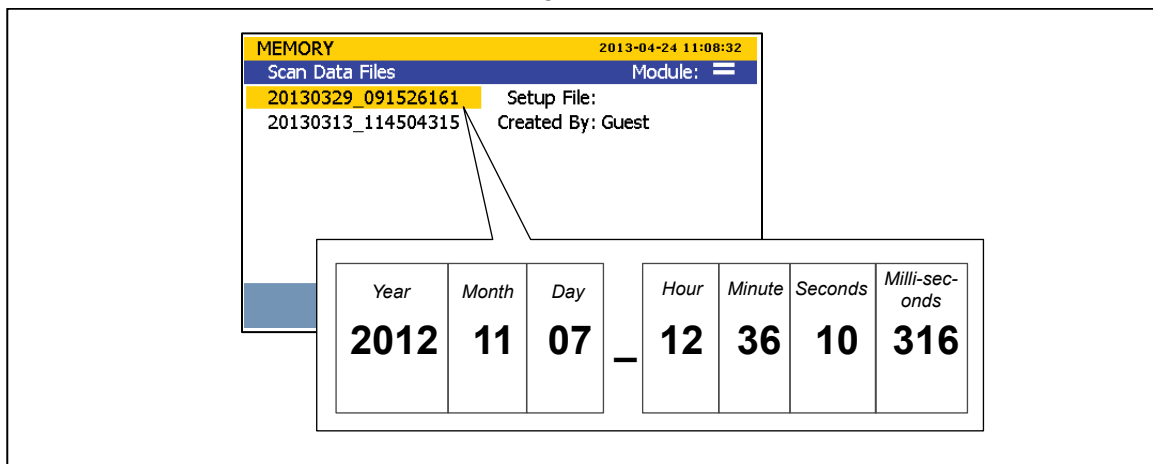 MEMORY 2013-04-24 11:08:32
Scan Data Files Module:
20130329_091526161 Setup File:
20130313_114504315 Created By: Guest
Year Month Day Hour Minute Seconds Milli-sec-
onds
2012 11 07 _ 12 36 10 316